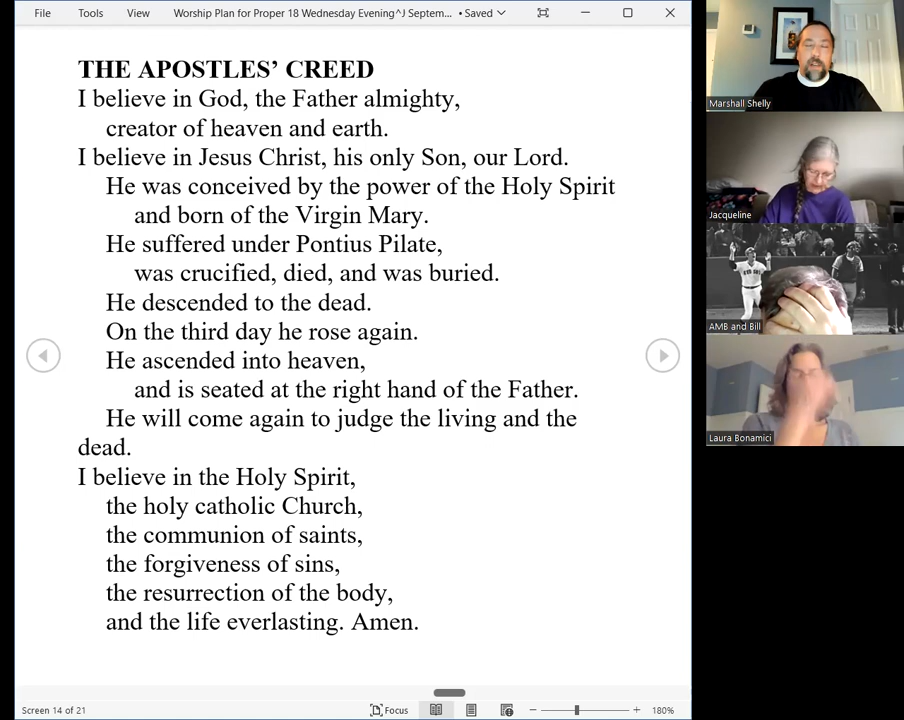 File Tools View Worship Plan for Proper 18 Wednesday Evening^J Septem... • Saved
THE APOSTLES’ CREED
I believe in God, the Father almighty,
creator of heaven and earth.
I believe in Jesus Christ, his only Son, our Lord.
He was conceived by the power of the Holy Spirit
and born of the Virgin Mary.
He suffered under Pontius Pilate,
was crucified, died, and was buried.
He descended to the dead.
On the third day he rose again.
He ascended into heaven,
and is seated at the right hand of the Father.
He will come again to judge the living and the
dead.
I believe in the Holy Spirit,
the holy catholic Church,
the communion of saints,
the forgiveness of sins,
the resurrection of the body,
and the life everlasting. Amen.
Screen 14 of 21 Focus 180%
Marshall Shelly
Jacqueline
RED SOX
AMB and Bill
Laura Bonamici